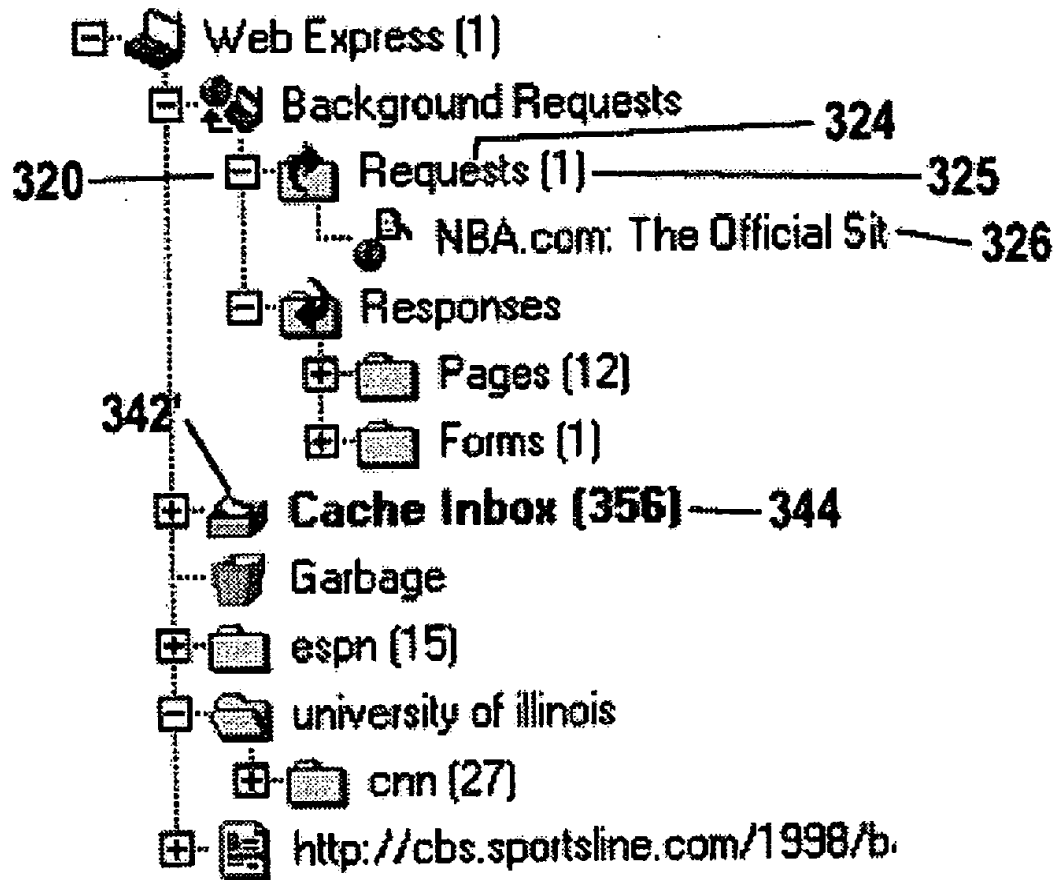 Web Express (1)
Background Requests
324
320
Requests (1)
325
NBA.com: The Official Sit
326
Responses
Pages (12)
342'
Forms (1)
Cache Inbox (356)
344
Garbage
espn (15)
university of illinois
cnn (27)
http://cbs.sportsline.com/1998/b